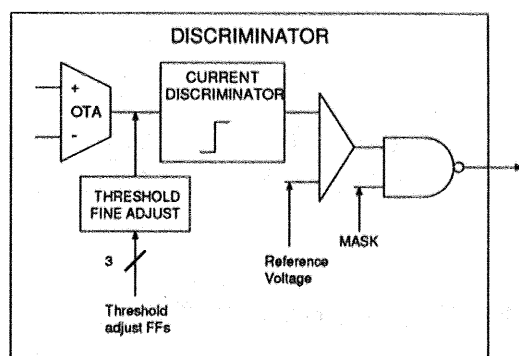 DISCRIMINATOR
+
OTA
-
CURRENT
DISCRIMINATOR
THRESHOLD
FINE ADJUST
3
Threshold
adjust FFs
Reference
Voltage
MASK